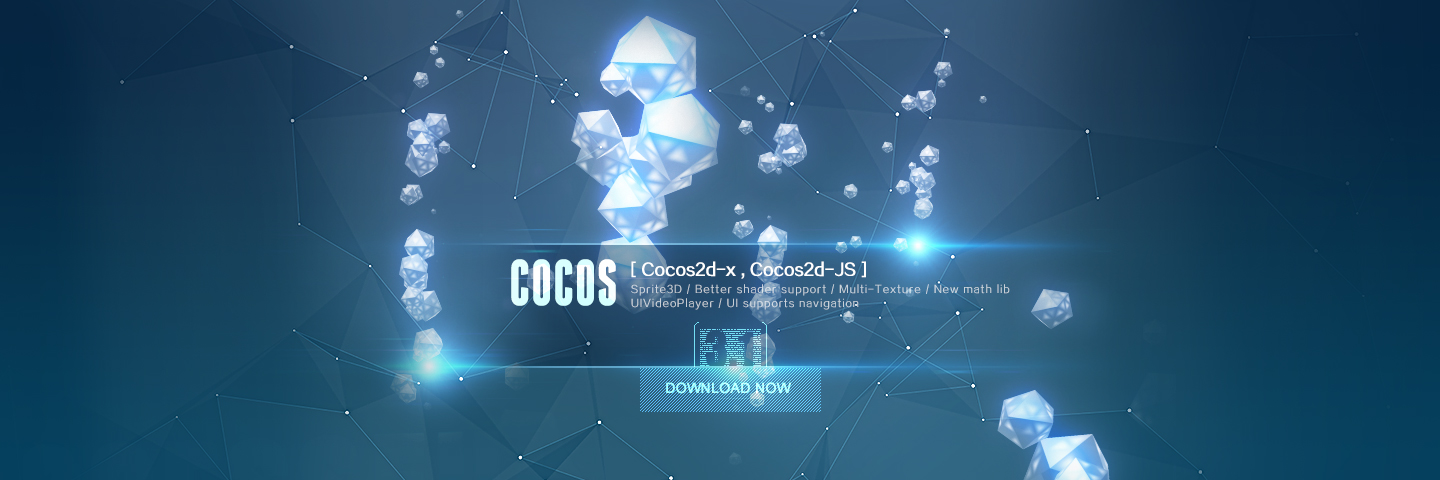 COCOS
[ Cocos2d-x , Cocos2d-JS ]
Sprite3D / Better shader support / Multi-Texture / New math lib
UIVideoPlayer / UI supports navigation
DOWNLOAD NOW